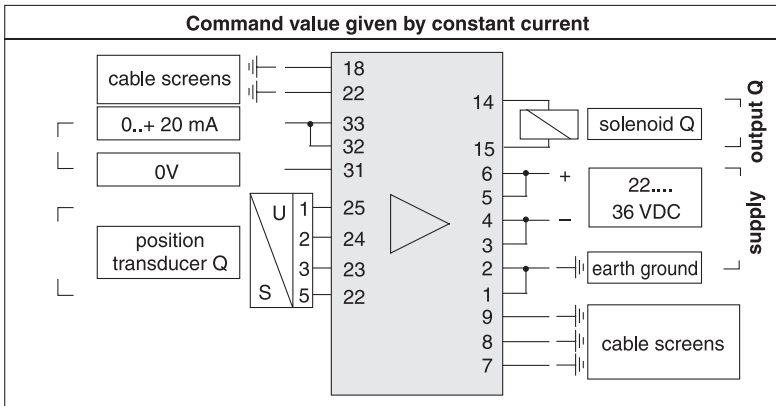 Command value given by constant current
cable screens
18
22
0..+ 20 mA
33
32
0V
31
position
transducer Q
U
S
1
2
3
5
25
24
23
22
14
15
solenoid Q
output Q
6
5
+
4
3
–
22....
36 VDC
supply
2
1
earth ground
9
8
7
cable screens